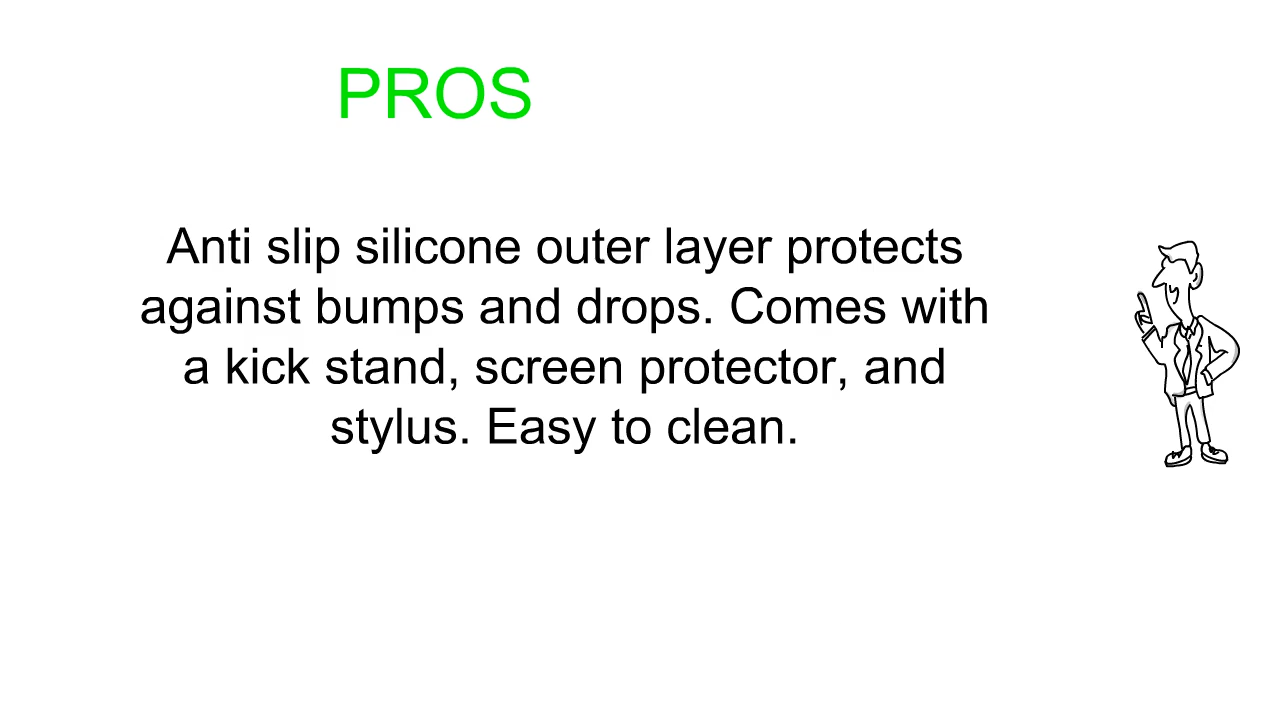 PROS
Anti slip silicone outer layer protects
against bumps and drops. Comes with
a kick stand, screen protector, and
stylus. Easy to clean.